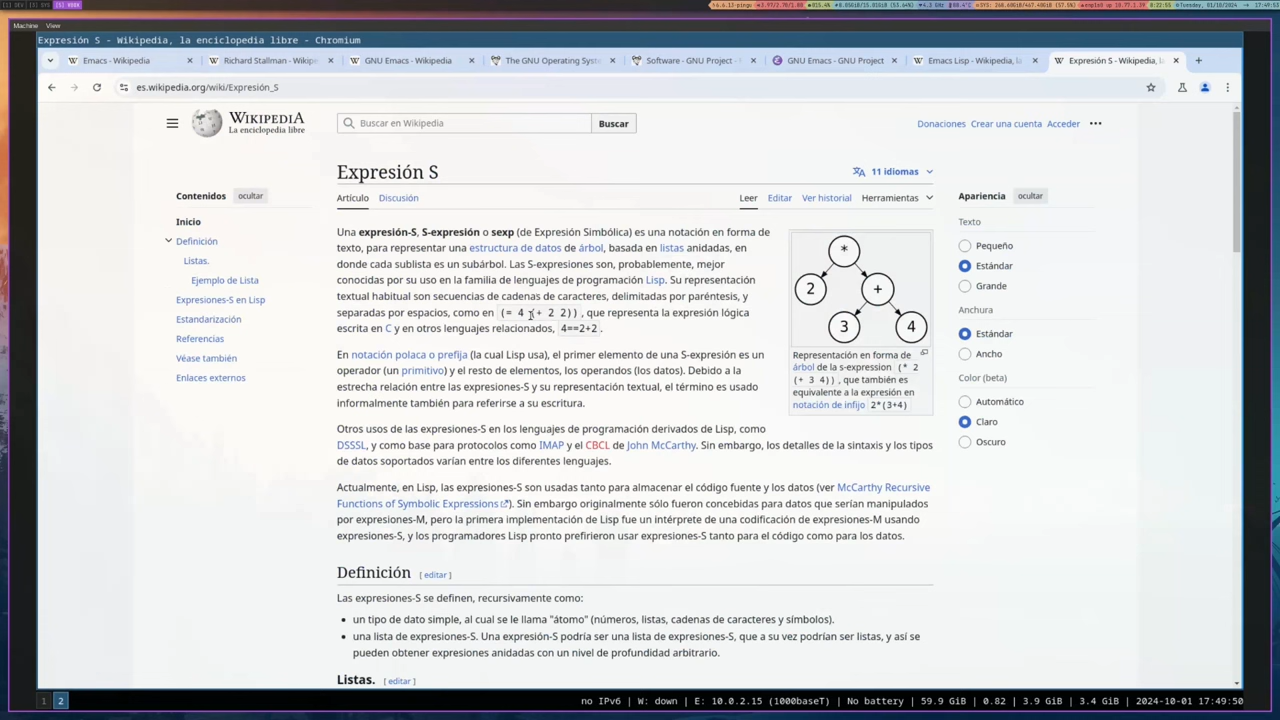 Machine View
Expresión S - Wikipedia, la enciclopedia libre - Chromium
Emacs - Wikipedia
Richard Stallman - Wikipe
GNU Emacs - Wikipedia
The GNU Operating Syste
Software - GNU Project -
GNU Emacs - GNU Project
Emacs Lisp - Wikipedia, la
Expresión S - Wikipedia, l
es.wikipedia.org/wiki/Expresión_S
WIKIPEDIA
La enciclopedia libre
Buscar en Wikipedia
Buscar
Donaciones Crear una cuenta Acceder
Expresión S
11 idiomas
Artículo Discusión
Leer Editar Ver historial Herramientas
Contenidos ocultar
Inicio
Definición
Listas.
Ejemplo de Lista
Expresiones-S en Lisp
Estandarización
Referencias
Véase también
Enlaces externos
Una expresión-S, S-expresión o sexp (de Expresión Simbólica) es una notación en forma de
texto, para representar una estructura de datos de árbol, basada en listas anidadas, en
donde cada sublista es un subárbol. Las S-expresiones son, probablemente, mejor
conocidas por su uso en la familia de lenguajes de programación Lisp. Su representación
textual habitual son secuencias de cadenas de caracteres, delimitadas por paréntesis, y
separadas por espacios, como en (= 4 (+ 2 2)), que representa la expresión lógica
escrita en C y en otros lenguajes relacionados, 4==2+2.
En notación polaca o prefija (la cual Lisp usa), el primer elemento de una S-expresión es un
operador (un primitivo) y el resto de elementos, los operandos (los datos). Debido a la
estrecha relación entre las expresiones-S y su representación textual, el término es usado
informalmente también para referirse a su escritura.
Otros usos de las expresiones-S en los lenguajes de programación derivados de Lisp, como
DSSSL, y como base para protocolos como IMAP y el CBCL de John McCarthy. Sin embargo, los detalles de la sintaxis y los tipos
de datos soportados varían entre los diferentes lenguajes.
Actualmente, en Lisp, las expresiones-S son usadas tanto para almacenar el código fuente y los datos (ver McCarthy Recursive
Functions of Symbolic Expressions). Sin embargo originalmente sólo fueron concebidas para datos que serían manipulados
por expresiones-M, pero la primera implementación de Lisp fue un intérprete de una codificación de expresiones-M usando
expresiones-S, y los programadores Lisp pronto prefirieron usar expresiones-S tanto para el código como para los datos.
*
2 +
3 4
Representación en forma de
árbol de la s-expression (* 2
(+ 3 4)), que también es
equivalente a la expresión en
notación de infijo 2*(3+4)
Definición [ editar ]
Las expresiones-S se definen, recursivamente como:
• un tipo de dato simple, al cual se le llama "átomo" (números, listas, cadenas de caracteres y símbolos).
• una lista de expresiones-S. Una expresión-S podría ser una lista de expresiones-S, que a su vez podrían ser listas, y así se
pueden obtener expresiones anidadas con un nivel de profundidad arbitrario.
Listas. [ editar ]
Apariencia ocultar
Texto
Pequeño
Estándar
Grande
Anchura
Estándar
Ancho
Color (beta)
Automático
Claro
Oscuro
1 2
no IPv6 | W: down | E: 10.0.2.15 (1000baseT) | No battery | 59.9 GiB | 0.82 | 3.9 GiB | 3.4 GiB | 2024-10-01 17:49:50